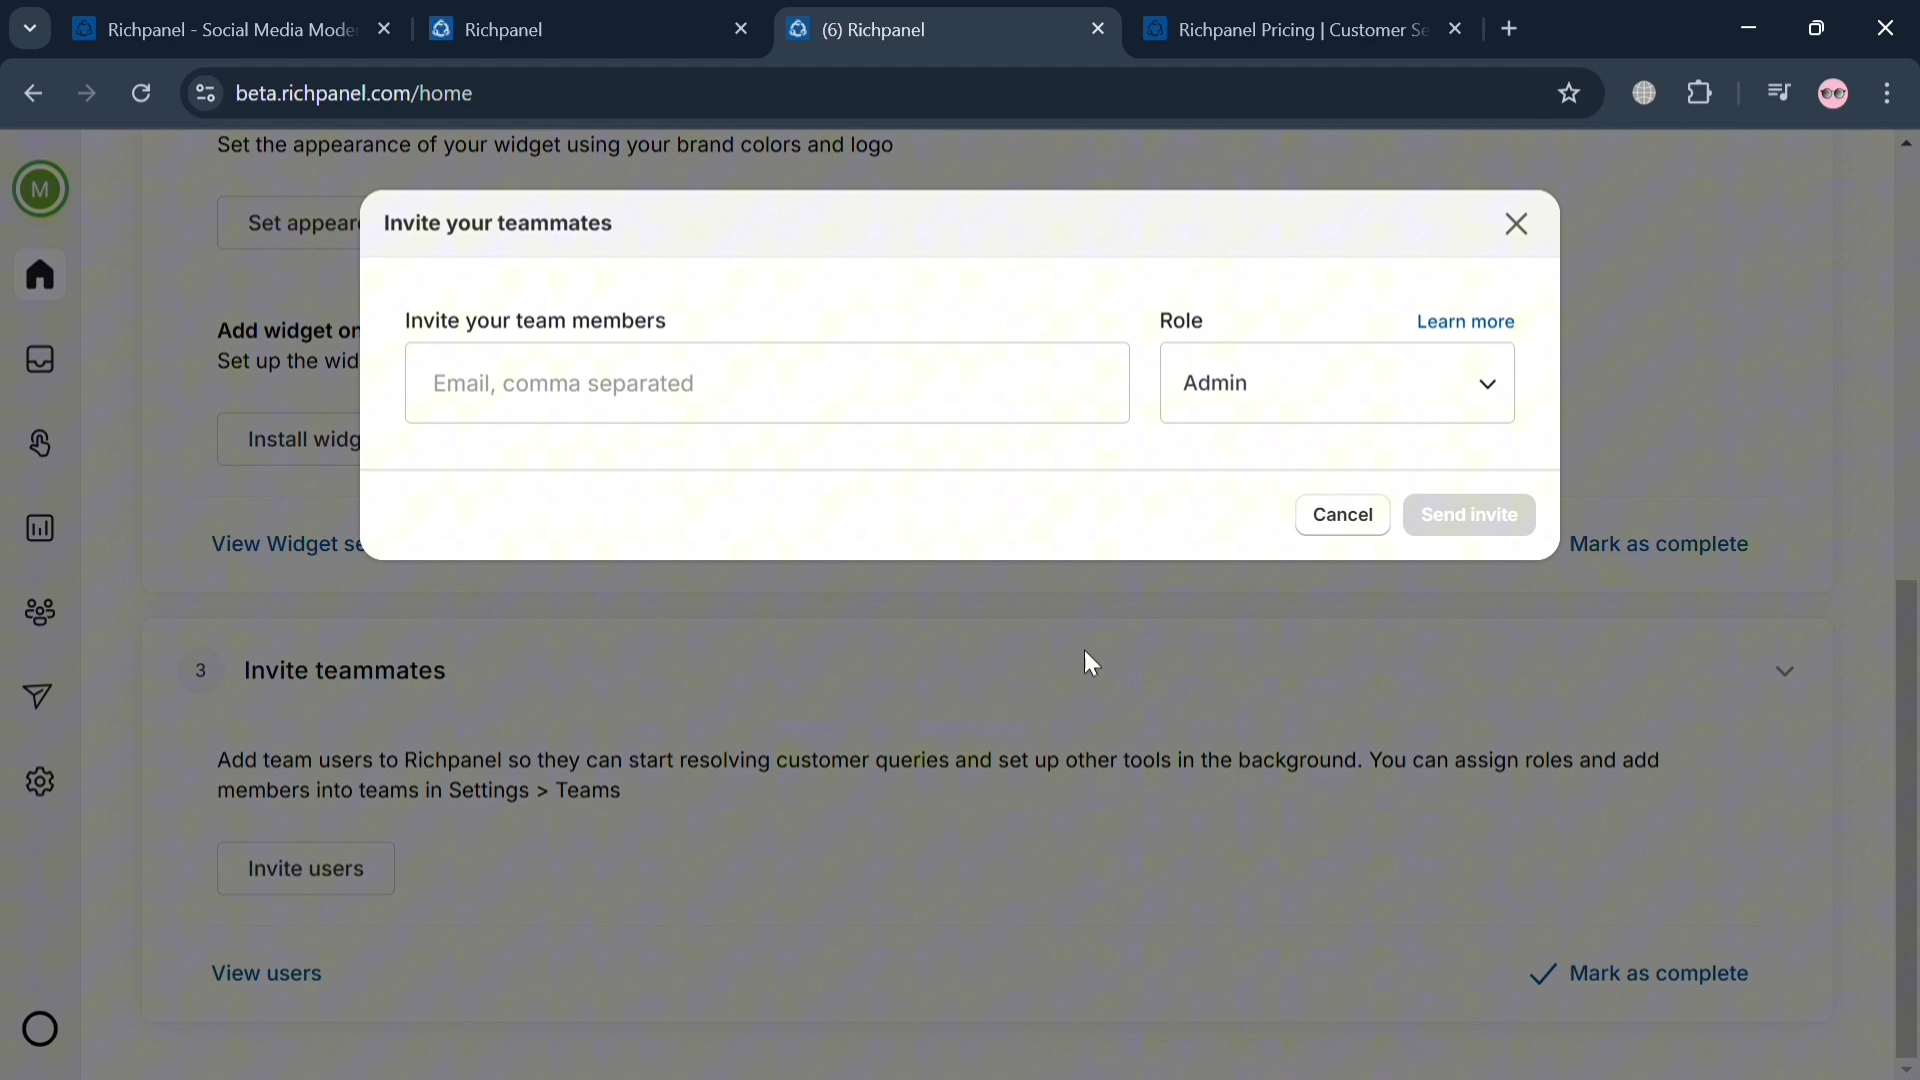 Richpanel - Social Media Mode
Richpanel
(6) Richpanel
Richpanel Pricing | Customer Se
beta.richpanel.com/home
M
Set the appearance of your widget using your brand colors and logo
Set appear
Invite your teammates
Invite your team members
Role
Learn more
Email, comma separated
Admin
Add widget on
Set up the wid
Install widg
Cancel
Send invite
View Widget se
Mark as complete
3
Invite teammates
Add team users to Richpanel so they can start resolving customer queries and set up other tools in the background. You can assign roles and add
members into teams in Settings > Teams
Invite users
View users
Mark as complete